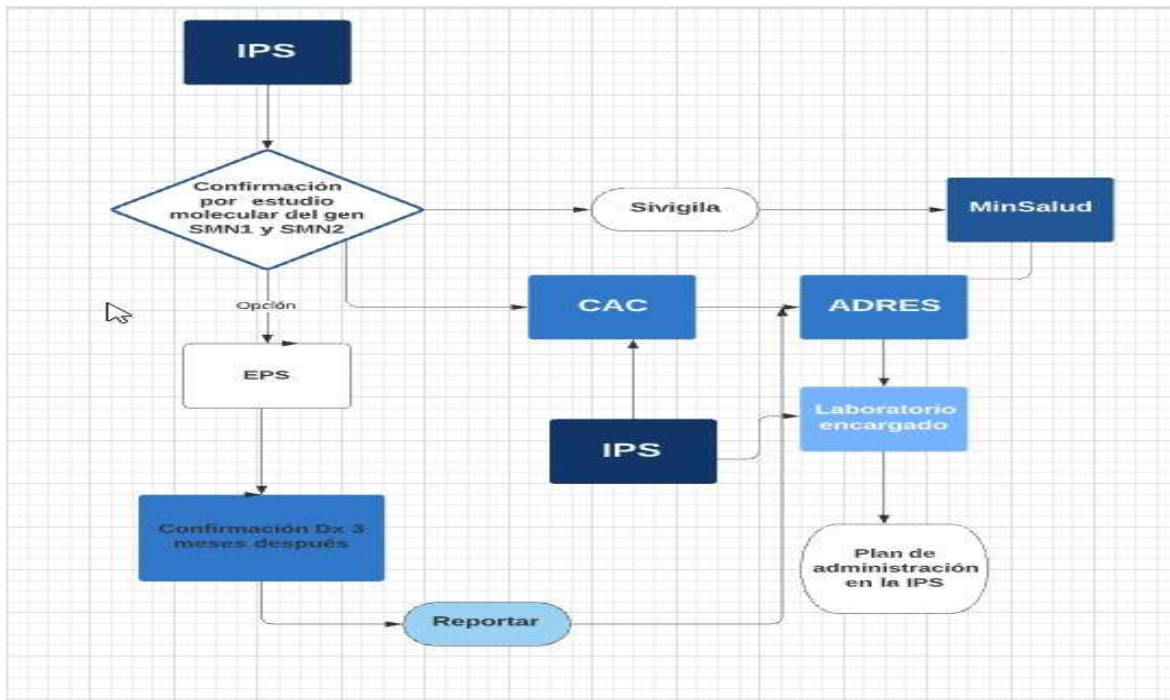 IPS
Confirmación
por estudio
molecular del gen
SMN1 y SMN2
Sivigila
MinSalud
Opción
CAC
ADRES
EPS
Laboratorio
encargado
IPS
Confirmación Dx 3
meses después
Plan de
administración
en la IPS
Reportar